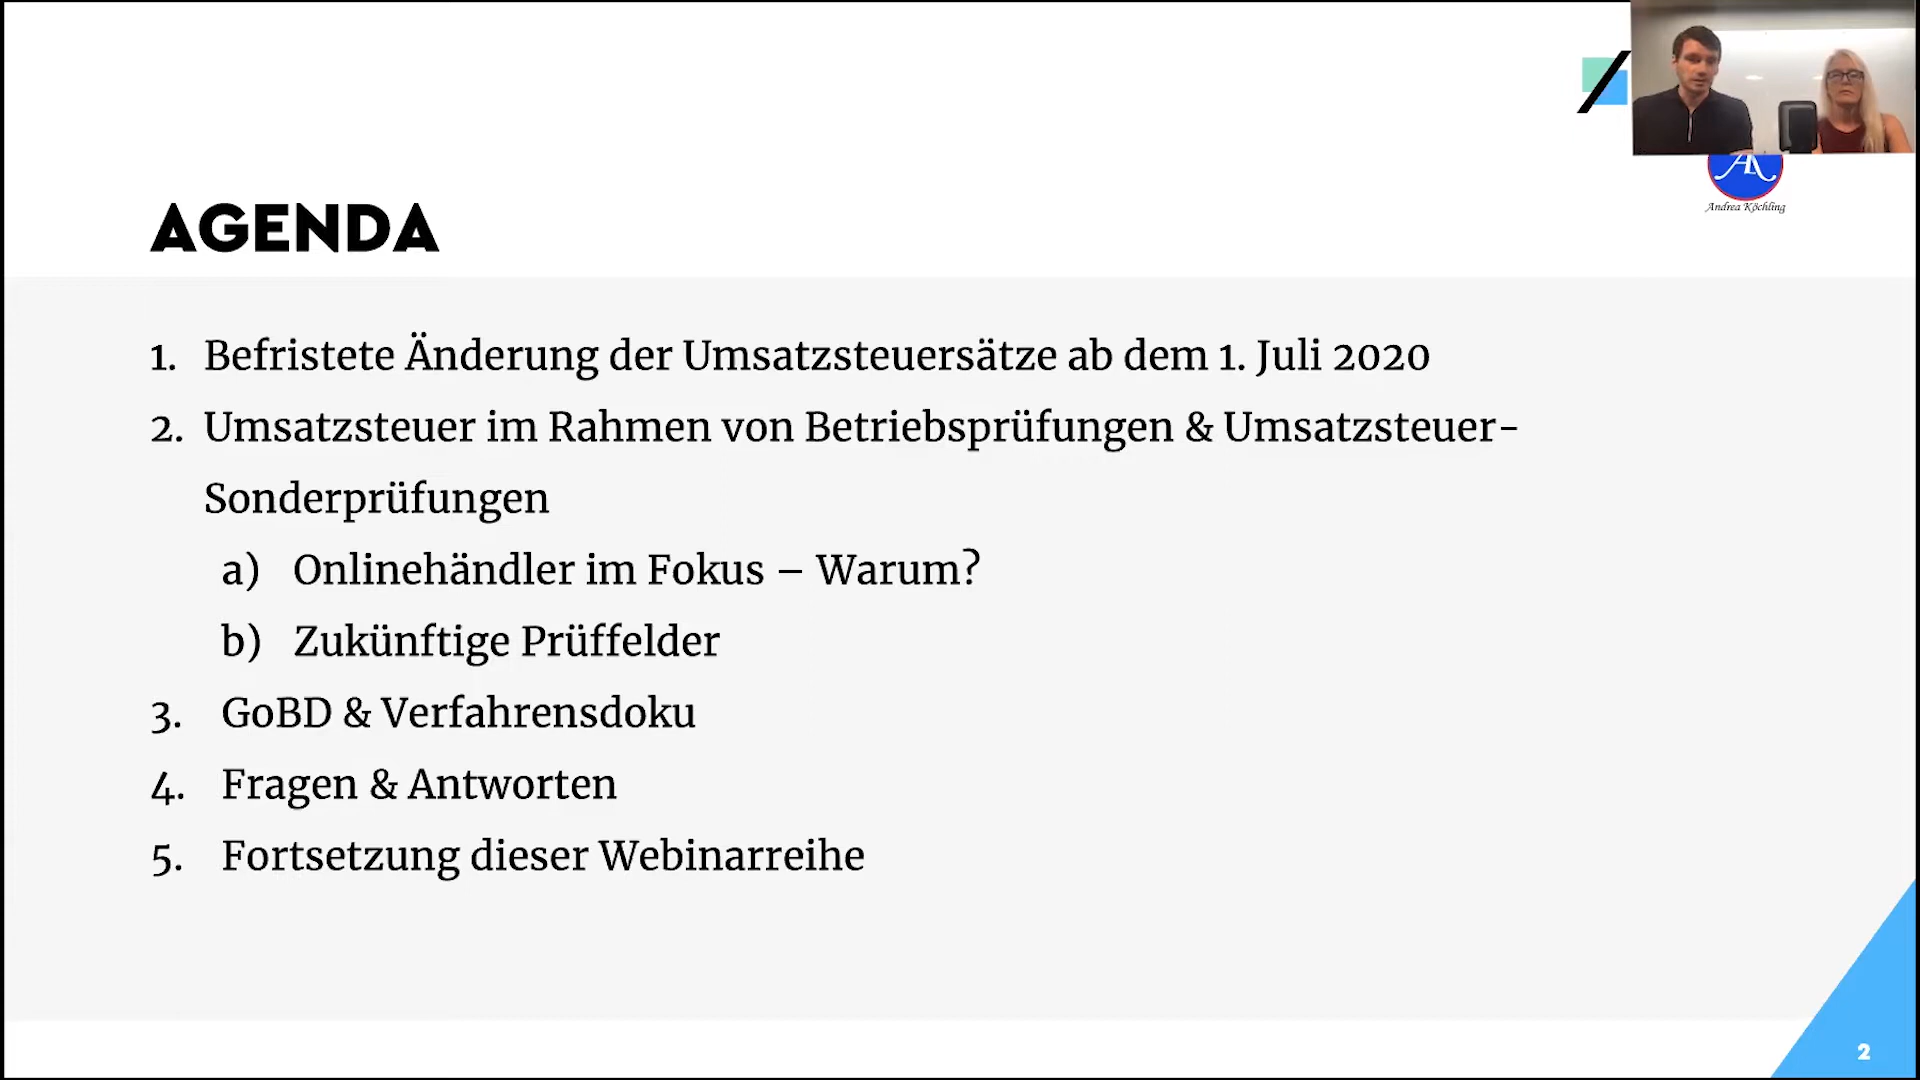 Andrea Köchling
AGENDA
1. Befristete Änderung der Umsatzsteuersätze ab dem 1. Juli 2020
2. Umsatzsteuer im Rahmen von Betriebsprüfungen & Umsatzsteuer-
Sonderprüfungen
a) Onlinehändler im Fokus – Warum?
b) Zukünftige Prüffelder
3. GoBD & Verfahrensdoku
4. Fragen & Antworten
5. Fortsetzung dieser Webinarreihe
2